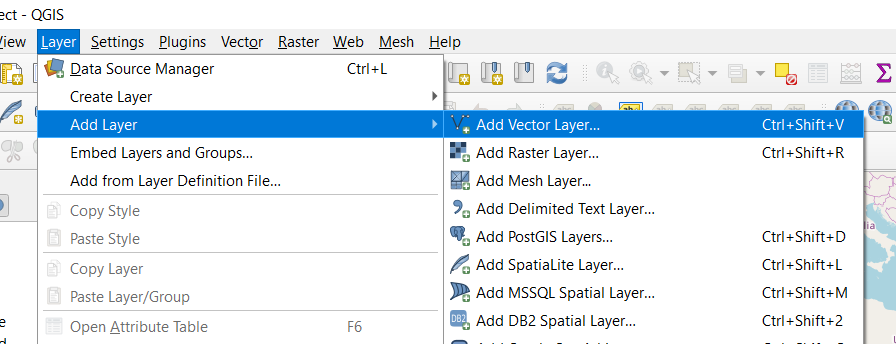 ect - QGIS
View Layer Settings Plugins Vector Raster Web Mesh Help
Data Source Manager Ctrl+L
Create Layer
Add Layer
Embed Layers and Groups...
Add from Layer Definition File...
Copy Style
Paste Style
Copy Layer
Paste Layer/Group
Open Attribute Table F6
Add Vector Layer... Ctrl+Shift+V
Add Raster Layer... Ctrl+Shift+R
Add Mesh Layer...
Add Delimited Text Layer...
Add PostGIS Layers... Ctrl+Shift+D
Add SpatiaLite Layer... Ctrl+Shift+L
Add MSSQL Spatial Layer... Ctrl+Shift+M
DB2 Add DB2 Spatial Layer... Ctrl+Shift+2